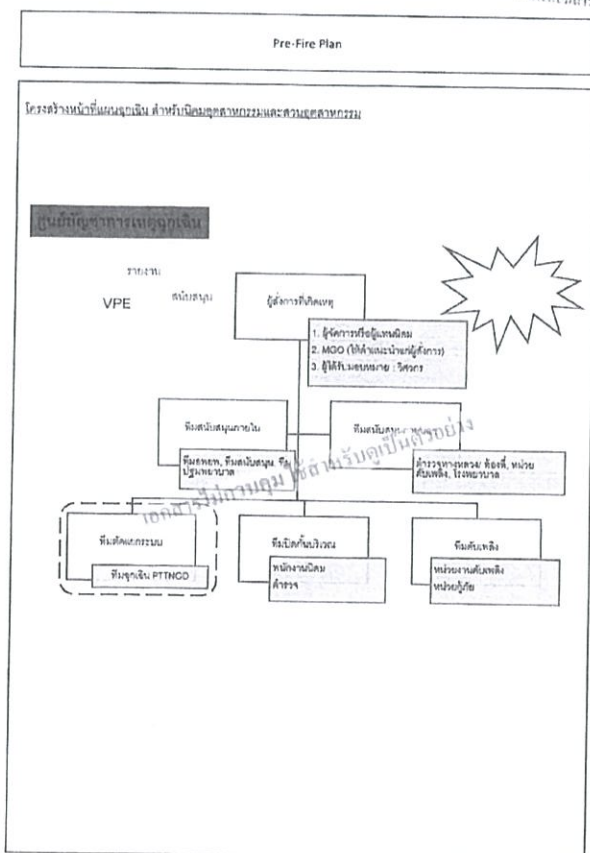 Pre-Fire Plan
โครงสร้างหน้าที่แผนฉุกเฉิน สำหรับนิคมอุตสาหกรรมและสวนอุตสาหกรรม
ศูนย์บัญชาการเหตุฉุกเฉิน
รายงาน
VPE
สนับสนุน
ผู้สั่งการที่เกิดเหตุ
1. ผู้จัดการหรือผู้แทนนิคม
2. MGO (ให้คำแนะนำแก่ผู้สั่งการ)
3. ผู้ได้รับมอบหมาย : วิศวกร
ทีมสนับสนุนภายใน
ทีมอพยพ, ทีมสนับสนุน, ทีม
ปฐมพยาบาล
ทีมสนับสนุน
ตำรวจทางหลวง/ ท้องที่, หน่วย
ดับเพลิง, โรงพยาบาล
เอกสารไม่ควบคุม ใช้สำหรับดูเป็นตัวอย่าง
ทีมตัดแยกระบบ
ทีมฉุกเฉิน PTTNGD
ทีมปิดกั้นบริเวณ
พนักงานนิคม
ตำรวจ
ทีมดับเพลิง
หน่วยงานดับเพลิง
หน่วยกู้ภัย